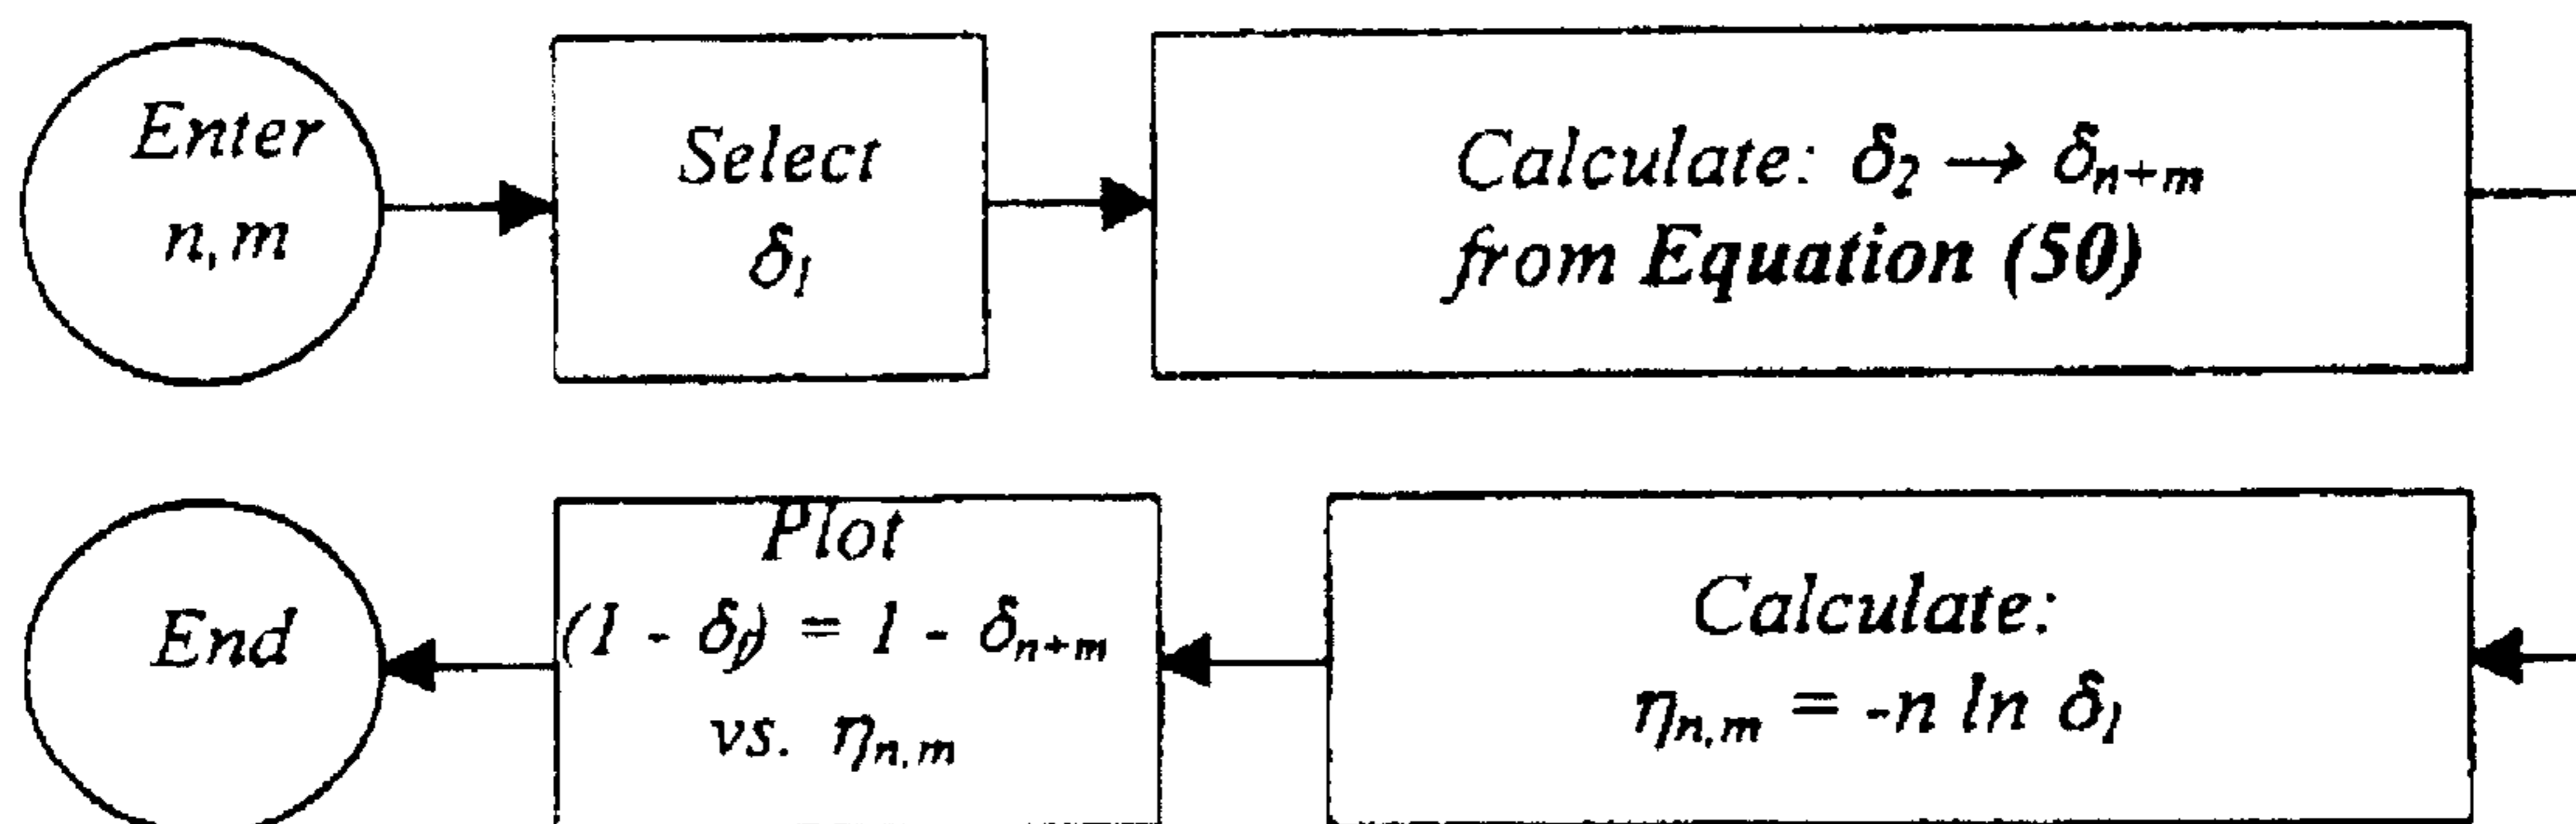 Enter
n, m
Select
δ₁
Calculate: δ₂ → δₙ₊ₘ
from Equation (50)
Plot
(1 - δₚ) = 1 - δₙ₊ₘ
vs. ηₙ,ₘ
Calculate:
ηₙ,ₘ = -n ln δ₁
End